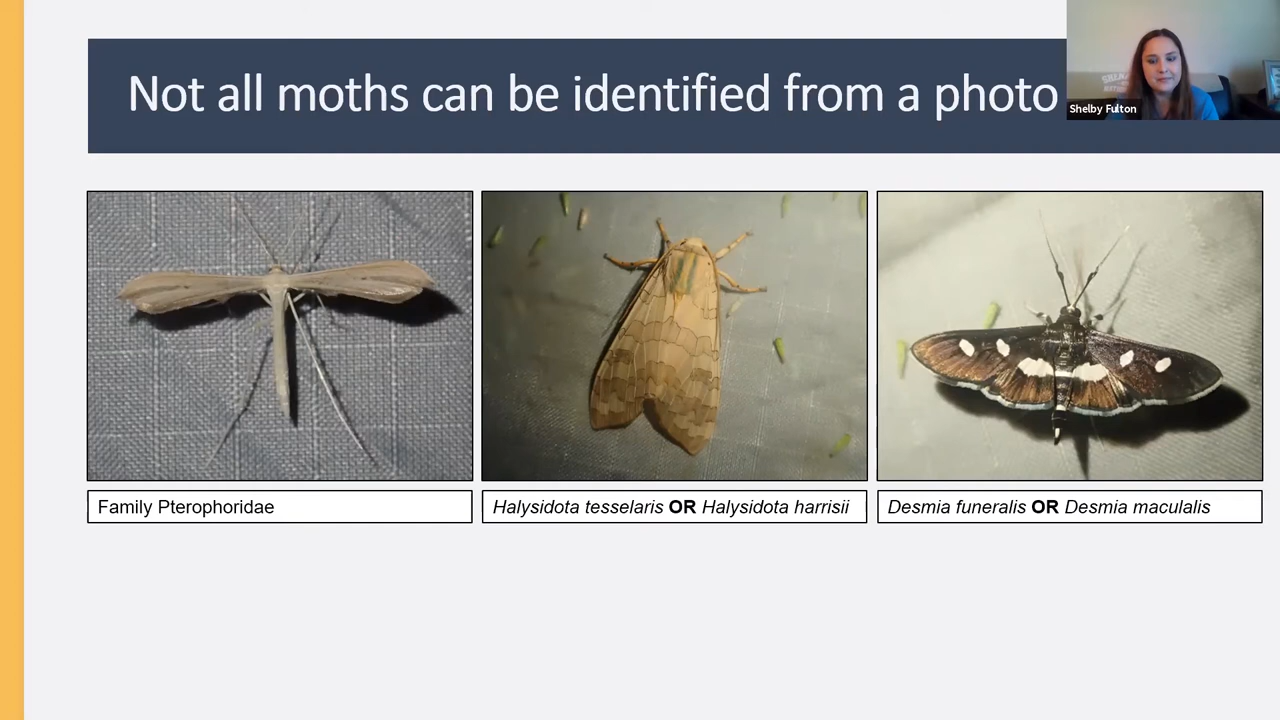 Not all moths can be identified from a photo
Shelby Fulton
Family Pterophoridae
Halysidota tesselaris OR Halysidota harrisii
Desmia funeralis OR Desmia maculalis